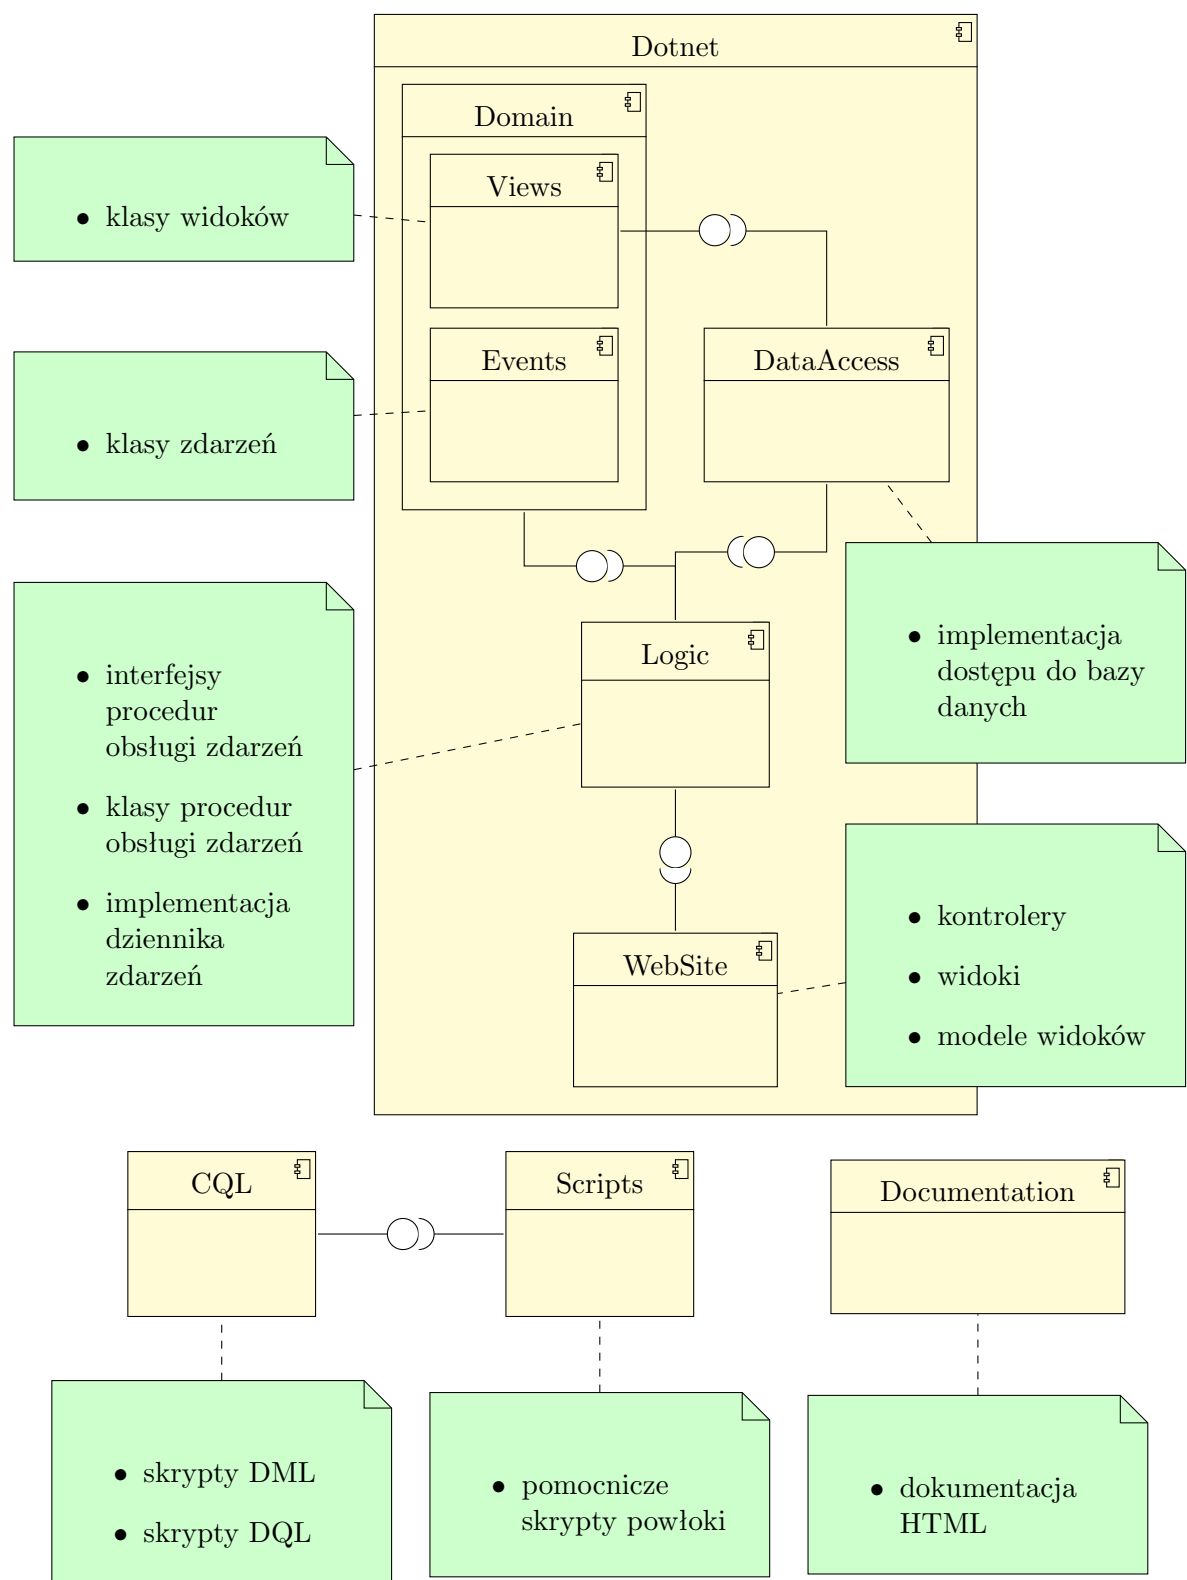 Dotnet
Domain
Views
• klasy widoków
Events
DataAccess
• klasy zdarzeń
• interfejsy
procedur
obsługi zdarzeń
• klasy procedur
obsługi zdarzeń
• implementacja
dziennika
zdarzeń
Logic
• implementacja
dostępu do bazy
danych
WebSite
• kontrolery
• widoki
• modele widoków
CQL
Scripts
Documentation
• skrypty DML
• skrypty DQL
• pomocnicze
skrypty powłoki
• dokumentacja
HTML